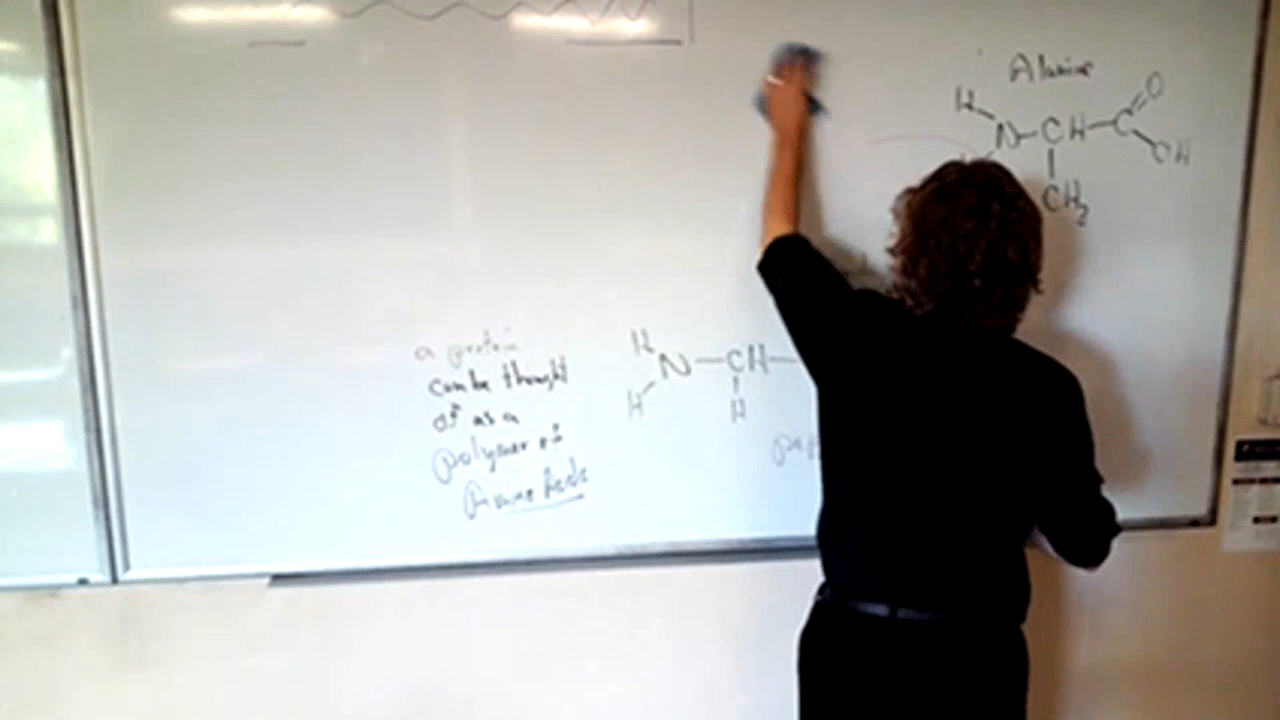 Alanine
H
O
N-CH-C
OH
CH3
a protein
can be thought
of as a
polymer of
Amino Acids
H
N-CH-
H
H